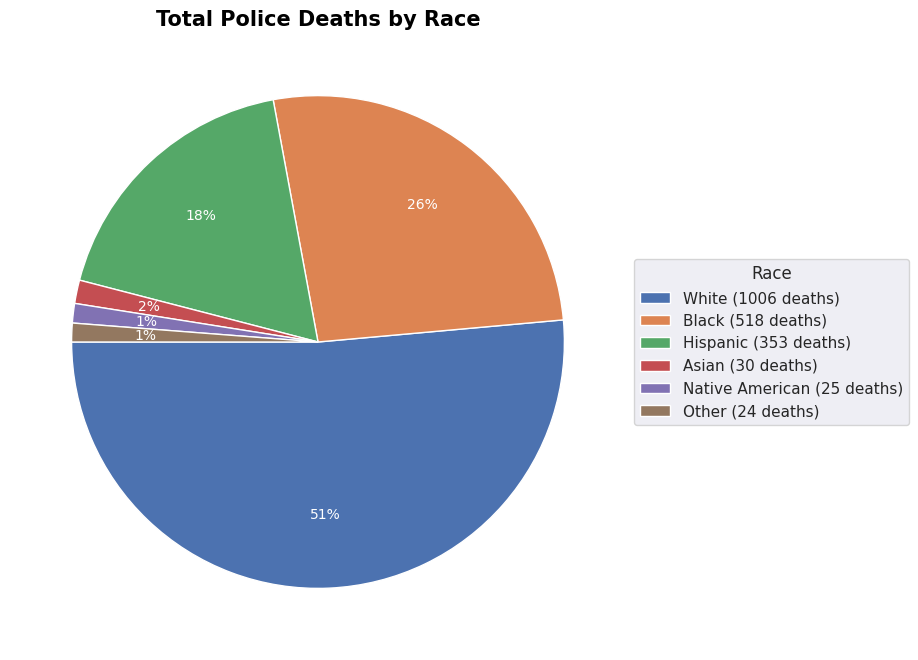 Total Police Deaths by Race
26%
18%
2%
1%
1%
51%
Race
White (1006 deaths)
Black (518 deaths)
Hispanic (353 deaths)
Asian (30 deaths)
Native American (25 deaths)
Other (24 deaths)